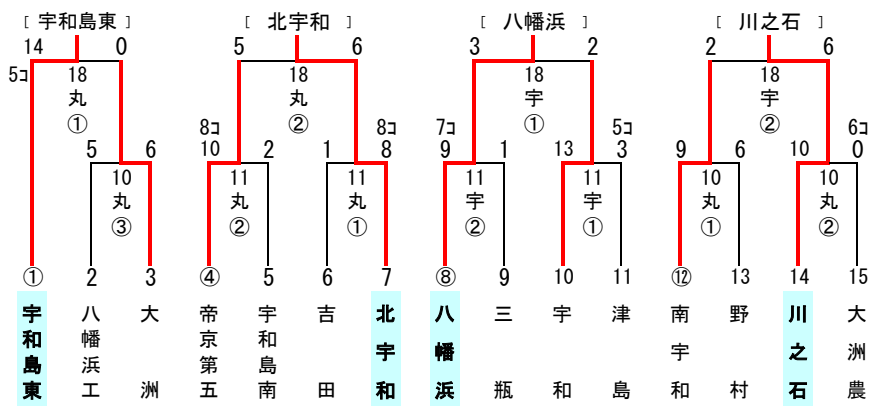 [ 宇和島東 ] [ 北宇和 ] [ 八幡浜 ] [ 川之石 ]
14 0 5 6 3 2 2 6
5コ 18 18 18 18
丸 丸 宇 宇
① ② ① ②
8コ 8コ 7コ 5コ 6コ
5 6 10 2 1 8 9 1 13 3 9 6 10 0
10 11 11 11 11 10 10
丸 丸 丸 宇 宇 丸 丸
③ ② ① ② ① ① ②
① 2 3 ④ 5 6 7 ⑧ 9 10 11 ⑫ 13 14 15
宇和島東
八幡浜工
大洲
帝京第五
宇和島南
吉田
北宇和
八幡浜
三瓶
宇和
津島
南宇和
野村
川之石
大洲農